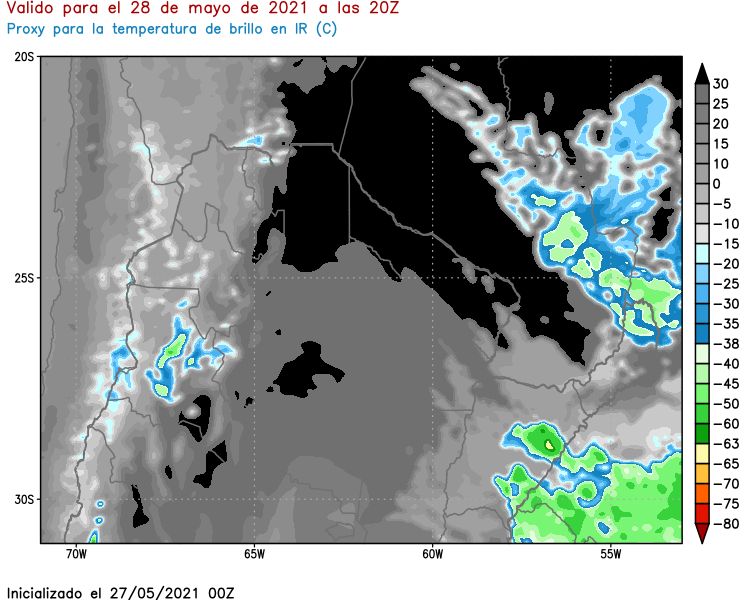 Valido para el 28 de mayo de 2021 a las 20Z
Proxy para la temperatura de brillo en IR (C)
20S
25S
30S
70W
65W
60W
55W
30
25
20
15
10
0
−5
−10
−15
−20
−25
−30
−35
−38
−40
−45
−50
−60
−63
−65
−70
−75
−80
Inicializado el 27/05/2021 00Z